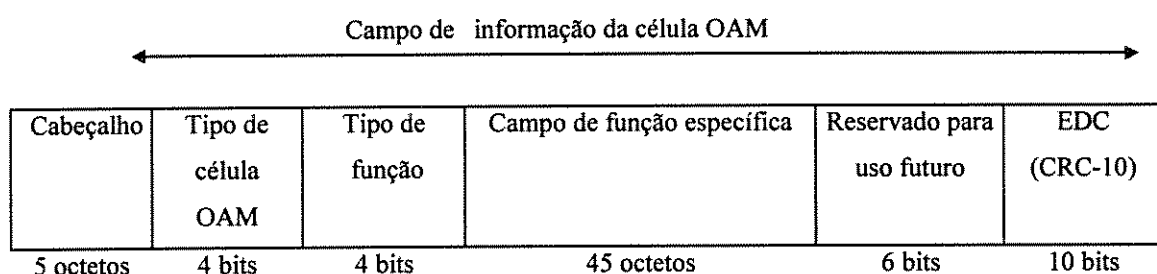 Campo de informação da célula OAM
Cabeçalho Tipo de Tipo de Campo de função específica Reservado para EDC
célula função uso futuro (CRC-10)
OAM
5 octetos 4 bits 4 bits 45 octetos 6 bits 10 bits